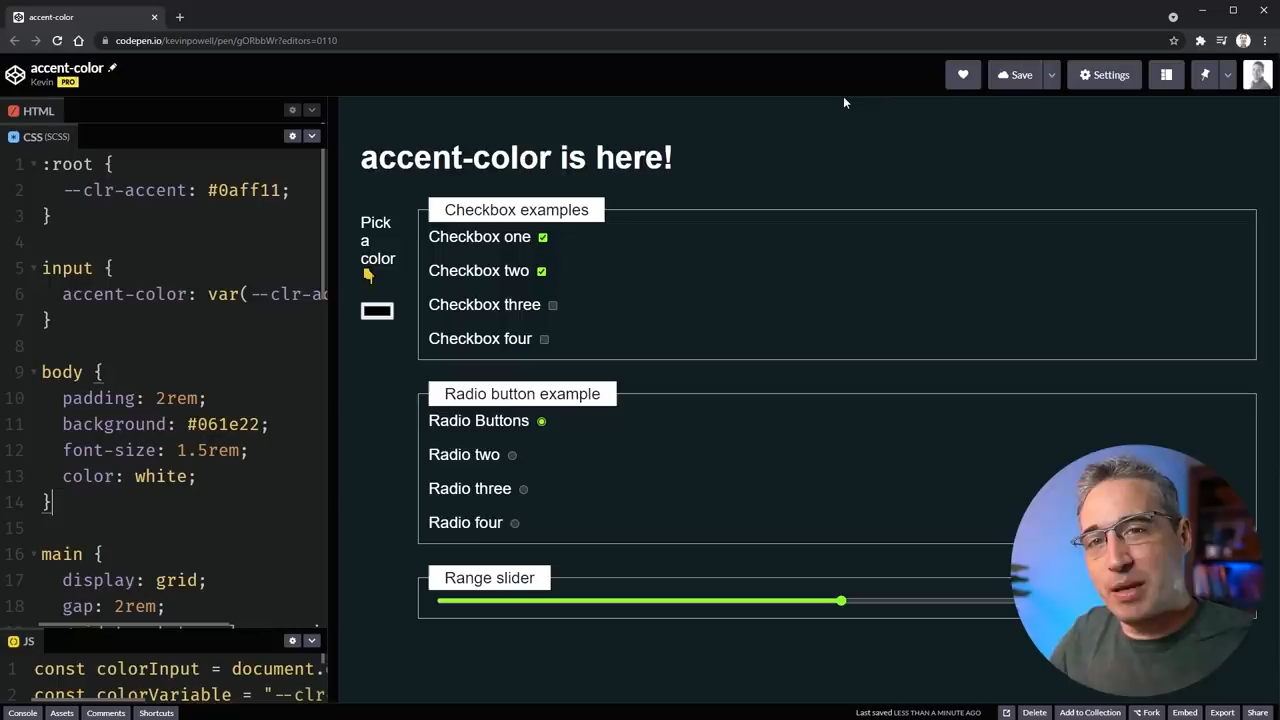 accent-color
codepen.io/kevinpowell/pen/gORbbWr?editors=0110
accent-color
Kevin PRO
Save
Settings
HTML
CSS (SCSS)
1 :root {
2 --clr-accent: #0aff11;
3 }
4
5 input {
6 accent-color: var(--clr-ac
7 }
8
9 body {
10 padding: 2rem;
11 background: #061e22;
12 font-size: 1.5rem;
13 color: white;
14 }
15
16 main {
17 display: grid;
18 gap: 2rem;
JS
1 const colorInput = document.
2 const colorVariable = "--clr
accent-color is here!
Pick
a
color
Checkbox examples
Checkbox one
Checkbox two
Checkbox three
Checkbox four
Radio button example
Radio Buttons
Radio two
Radio three
Radio four
Range slider
Console Assets Comments Shortcuts
Last saved LESS THAN A MINUTE AGO
Delete Add to Collection Fork Embed Export Share